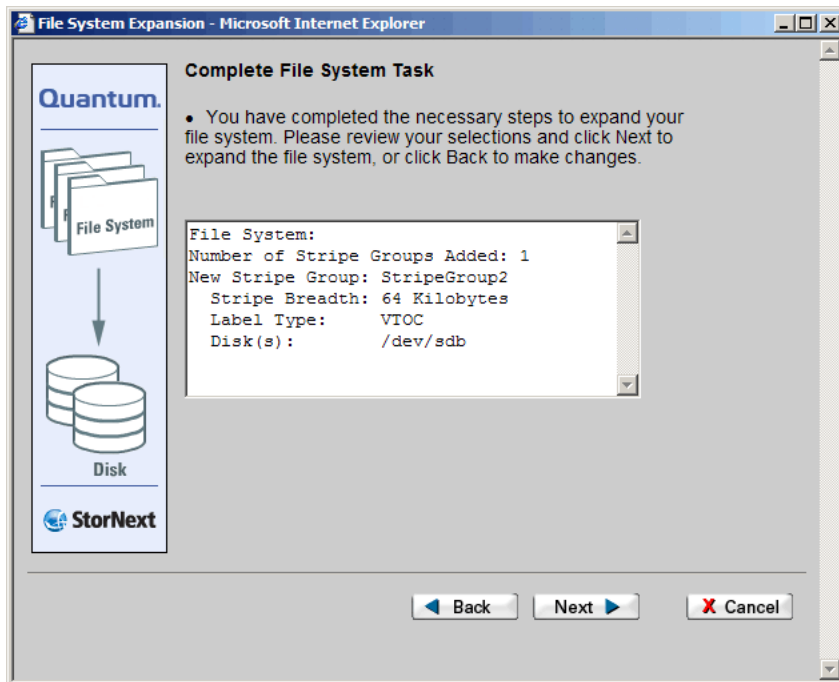 File System Expansion - Microsoft Internet Explorer
Quantum.
File System
Disk
StorNext
Complete File System Task
• You have completed the necessary steps to expand your
file system. Please review your selections and click Next to
expand the file system, or click Back to make changes.
File System:
Number of Stripe Groups Added: 1
New Stripe Group: StripeGroup2
Stripe Breadth: 64 Kilobytes
Label Type: VTOC
Disk(s): /dev/sdb
Back
Next
X Cancel